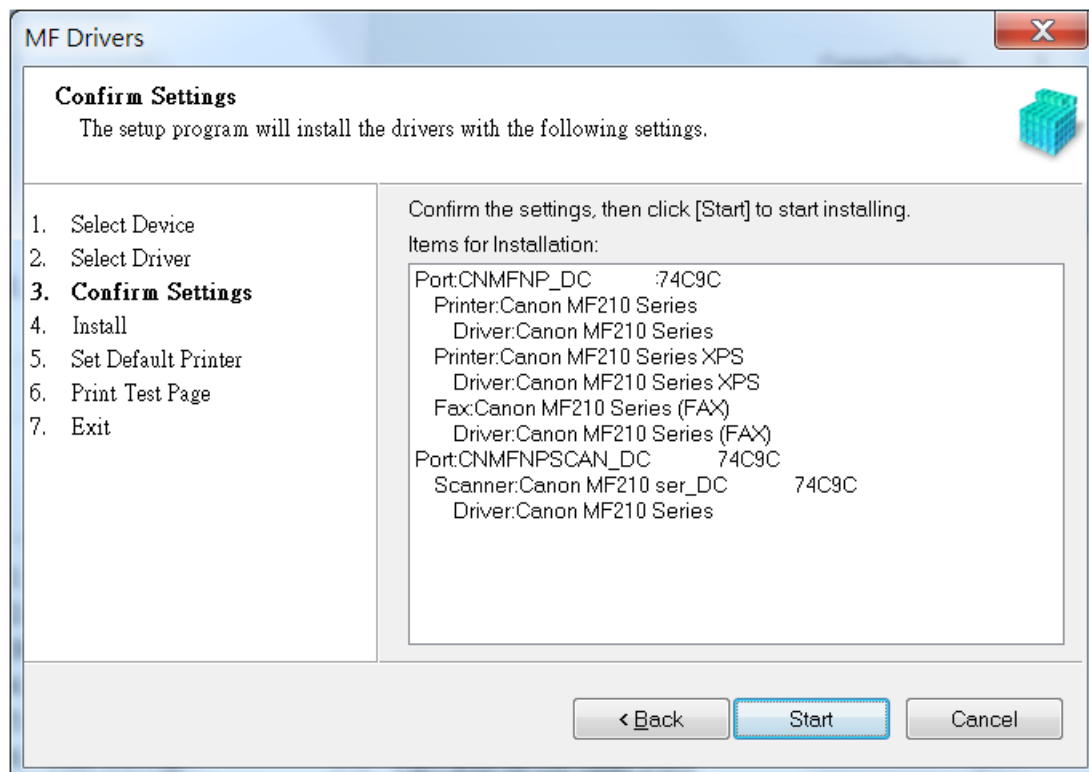 MF Drivers
X
Confirm Settings
The setup program will install the drivers with the following settings.
1. Select Device
2. Select Driver
3. Confirm Settings
4. Install
5. Set Default Printer
6. Print Test Page
7. Exit
Confirm the settings, then click [Start] to start installing.
Items for Installation:
Port:CNMFNP_DC :74C9C
Printer:Canon MF210 Series
Driver:Canon MF210 Series
Printer:Canon MF210 Series XPS
Driver:Canon MF210 Series XPS
Fax:Canon MF210 Series (FAX)
Driver:Canon MF210 Series (FAX)
Port:CNMFNPSCAN_DC 74C9C
Scanner:Canon MF210 ser_DC 74C9C
Driver:Canon MF210 Series
< Back
Start
Cancel